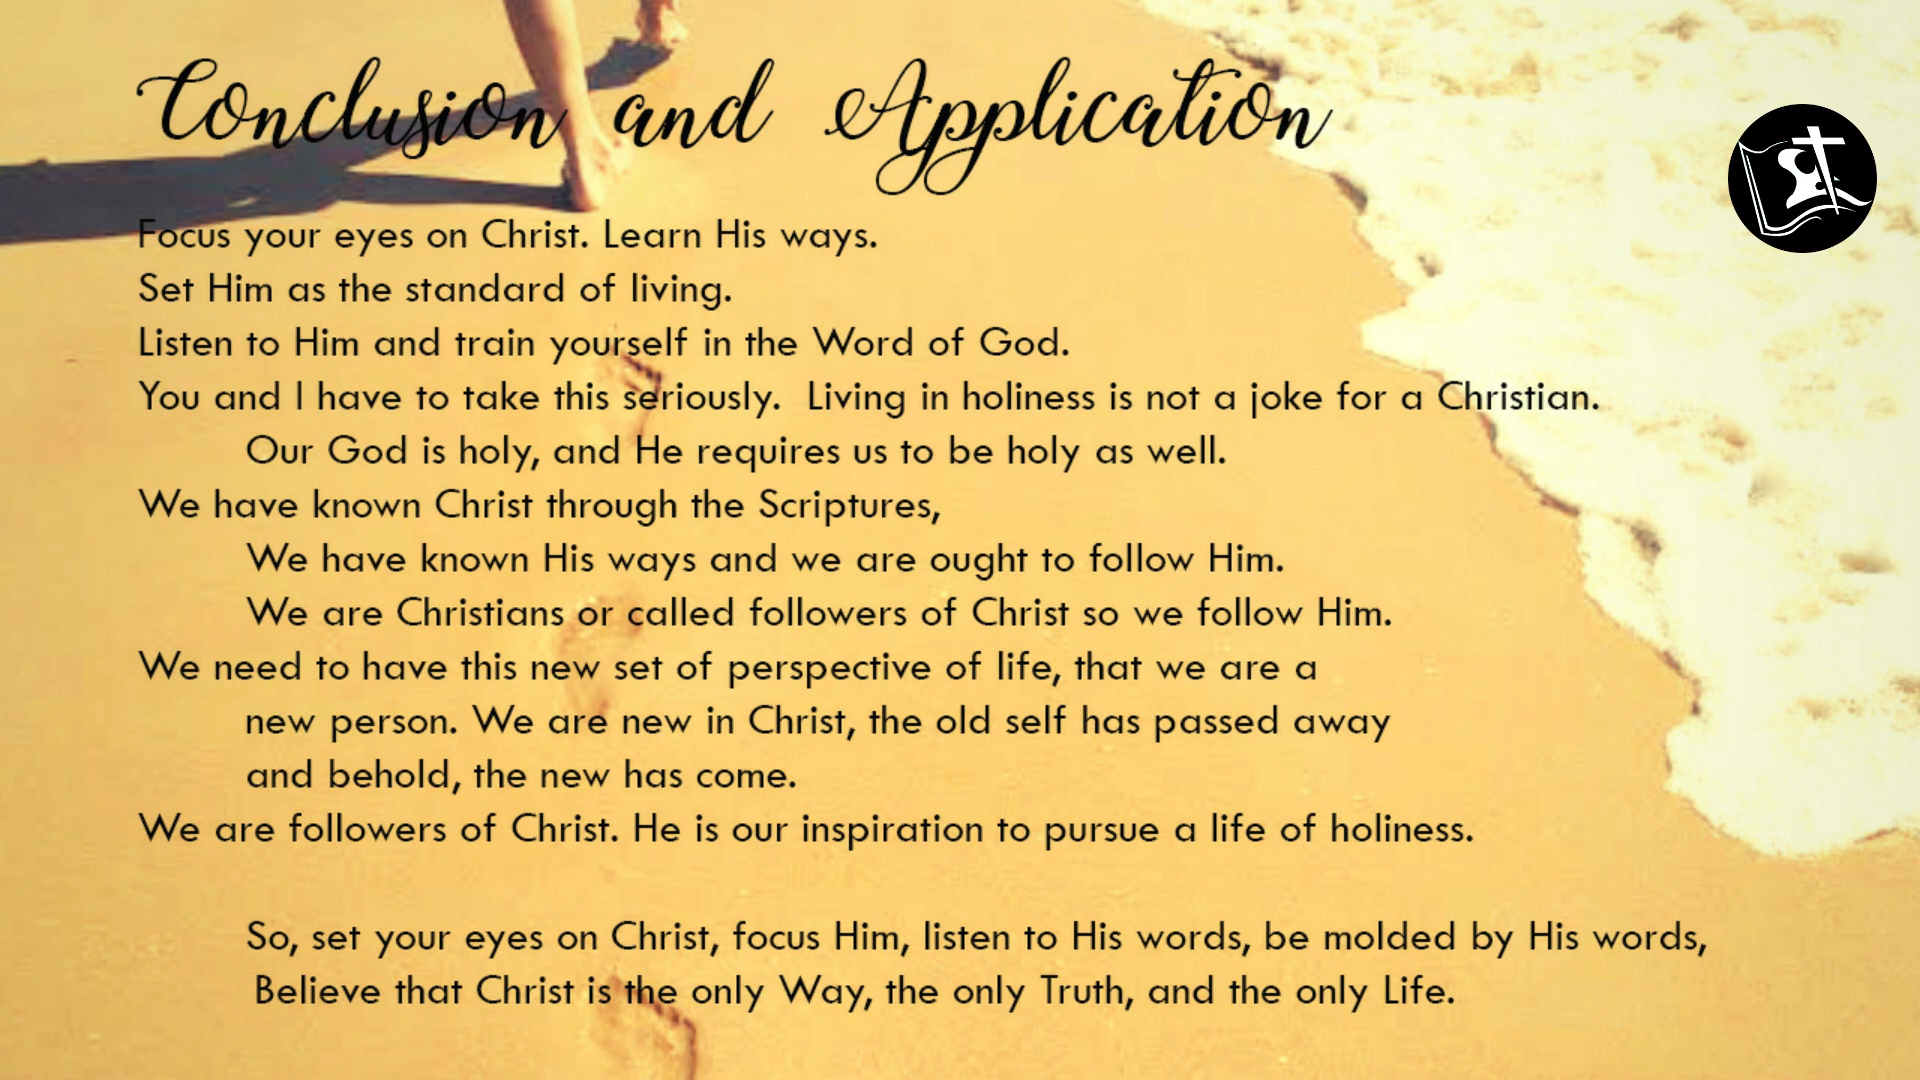 Conclusion and Application
Focus your eyes on Christ. Learn His ways.
Set Him as the standard of living.
Listen to Him and train yourself in the Word of God.
You and I have to take this seriously.  Living in holiness is not a joke for a Christian.
Our God is holy, and He requires us to be holy as well.
We have known Christ through the Scriptures,
We have known His ways and we are ought to follow Him.
We are Christians or called followers of Christ so we follow Him.
We need to have this new set of perspective of life, that we are a
new person. We are new in Christ, the old self has passed away
and behold, the new has come.
We are followers of Christ. He is our inspiration to pursue a life of holiness.
So, set your eyes on Christ, focus Him, listen to His words, be molded by His words,
Believe that Christ is the only Way, the only Truth, and the only Life.